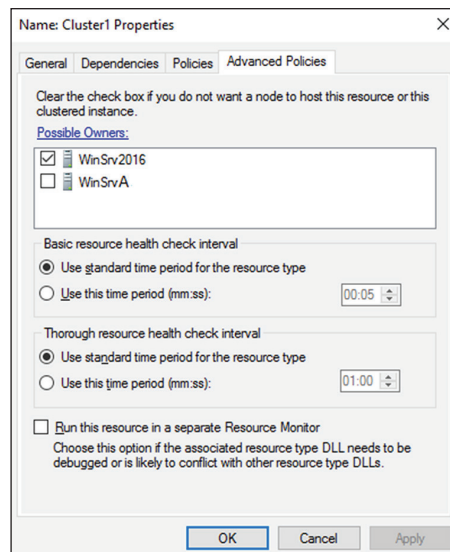 Name: Cluster1 Properties
General Dependencies Policies Advanced Policies
Clear the check box if you do not want a node to host this resource or this
clustered instance.
Possible Owners:
WinSrv2016
WinSrvA
Basic resource health check interval
Use standard time period for the resource type
Use this time period (mm:ss): 00:05
Thorough resource health check interval
Use standard time period for the resource type
Use this time period (mm:ss): 01:00
Run this resource in a separate Resource Monitor
Choose this option if the associated resource type DLL needs to be
debugged or is likely to conflict with other resource type DLLs.
OK Cancel Apply